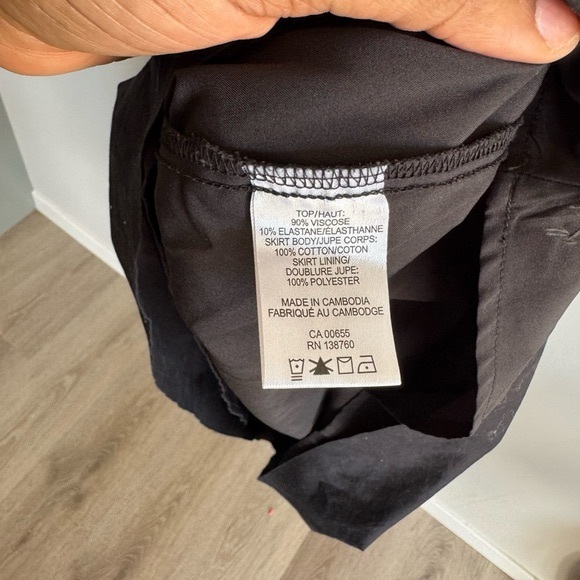 TOP/HAUT:
90% VISCOSE
10% ELASTANE/ÉLASTHANNE
SKIRT BODY/JUPE CORPS:
100% COTTON/COTON
SKIRT LINING/
DOUBLURE JUPE:
100% POLYESTER
MADE IN CAMBODIA
FABRIQUÉ AU CAMBODGE
CA 00655
RN 138760